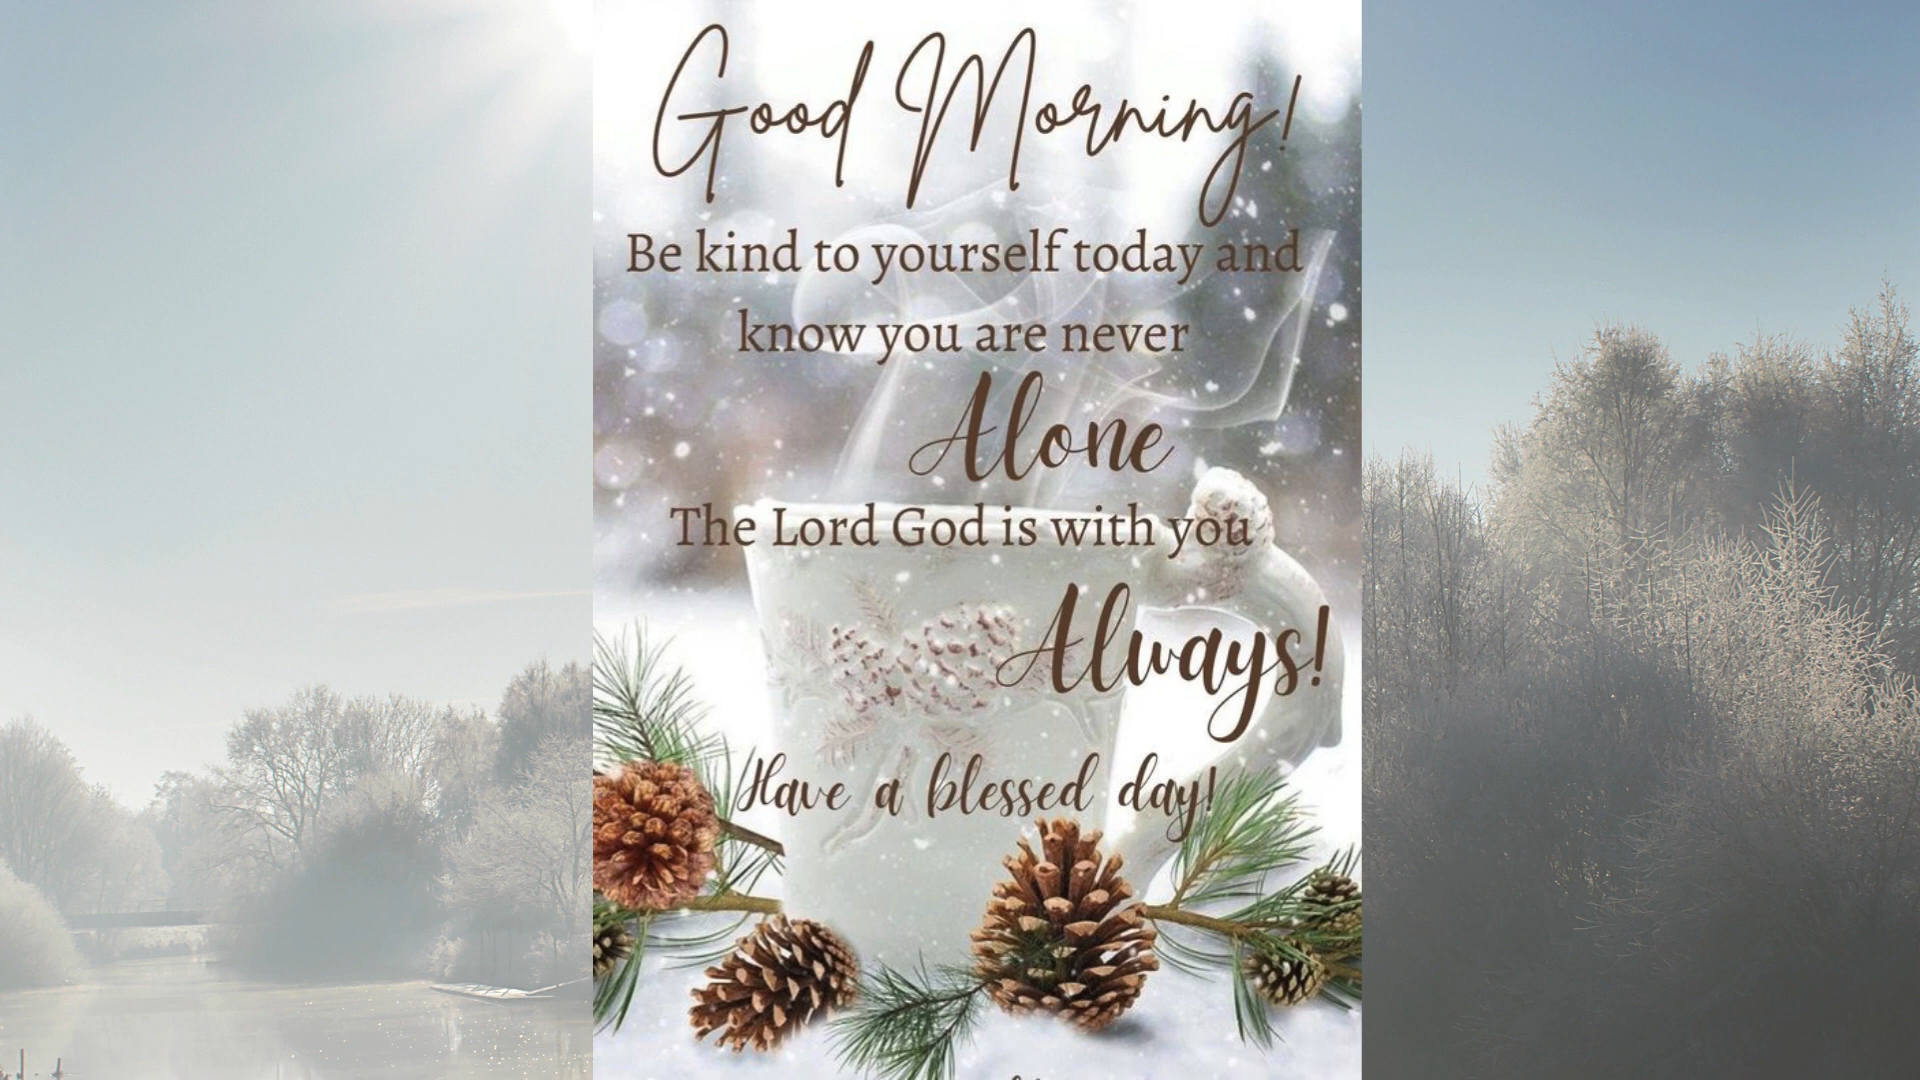 Good Morning!
Be kind to yourself today and
know you are never
Alone
The Lord God is with you
Always!
Have a blessed day!